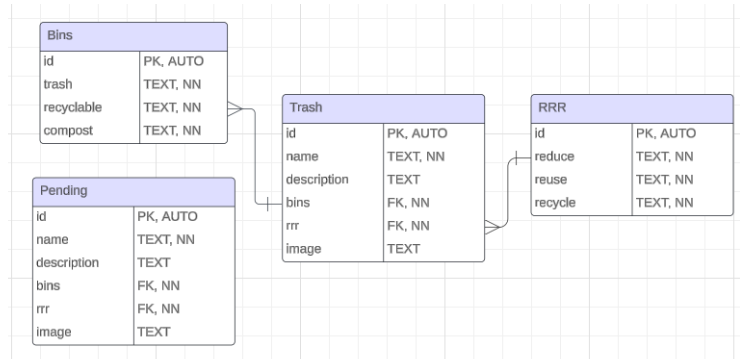 Bins
id PK, AUTO
trash TEXT, NN
recyclable TEXT, NN
compost TEXT, NN
Pending
id PK, AUTO
name TEXT, NN
description TEXT
bins FK, NN
rrr FK, NN
image TEXT
Trash
id PK, AUTO
name TEXT, NN
description TEXT
bins FK, NN
rrr FK, NN
image TEXT
RRR
id PK, AUTO
reduce TEXT, NN
reuse TEXT, NN
recycle TEXT, NN